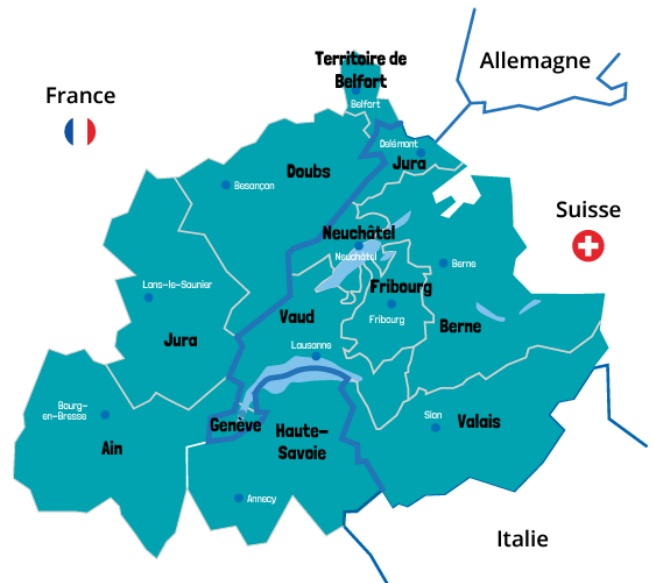 Territoire de
Belfort
Belfort
Allemagne
France
Delémont
Jura
Doubs
Besançon
Suisse
Neuchâtel
Neuchâtel
Berne
Fribourg
Fribourg
Berne
Lons-le-Saunier
Jura
Vaud
Lausanne
Bourg-
en-Bresse
Ain
Genève
Haute-
Savoie
Sion
Valais
Annecy
Italie